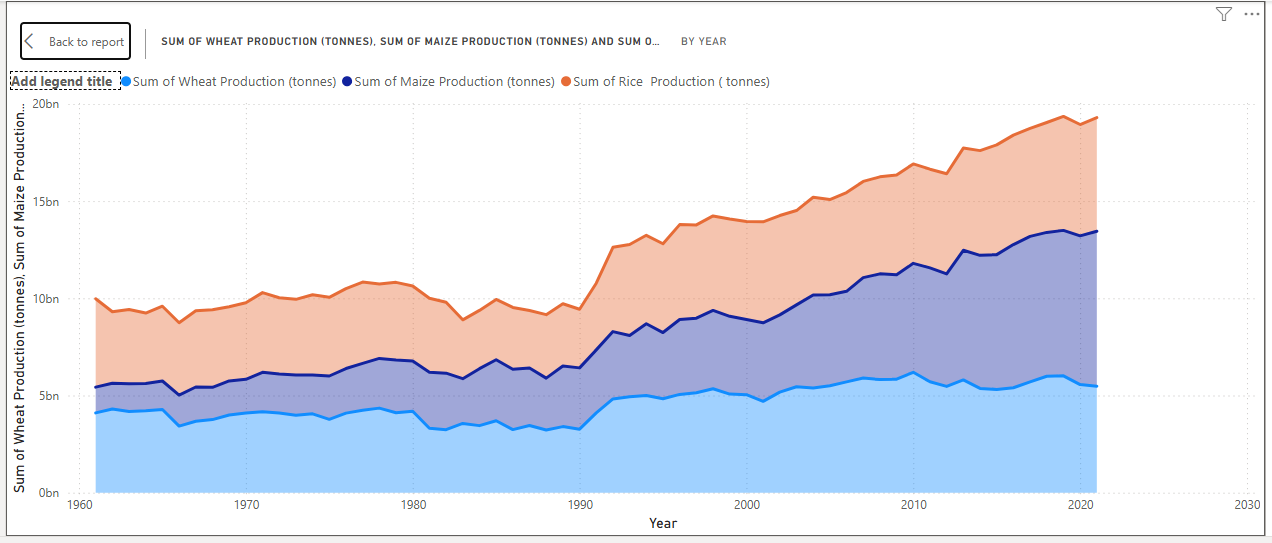 Back to report
SUM OF WHEAT PRODUCTION (TONNES), SUM OF MAIZE PRODUCTION (TONNES) AND SUM O... BY YEAR
Add legend title Sum of Wheat Production (tonnes) Sum of Maize Production (tonnes) Sum of Rice  Production ( tonnes)
Sum of Wheat Production (tonnes), Sum of Maize Production...
20bn
15bn
10bn
5bn
0bn
1960 1970 1980 1990 2000 2010 2020 2030
Year